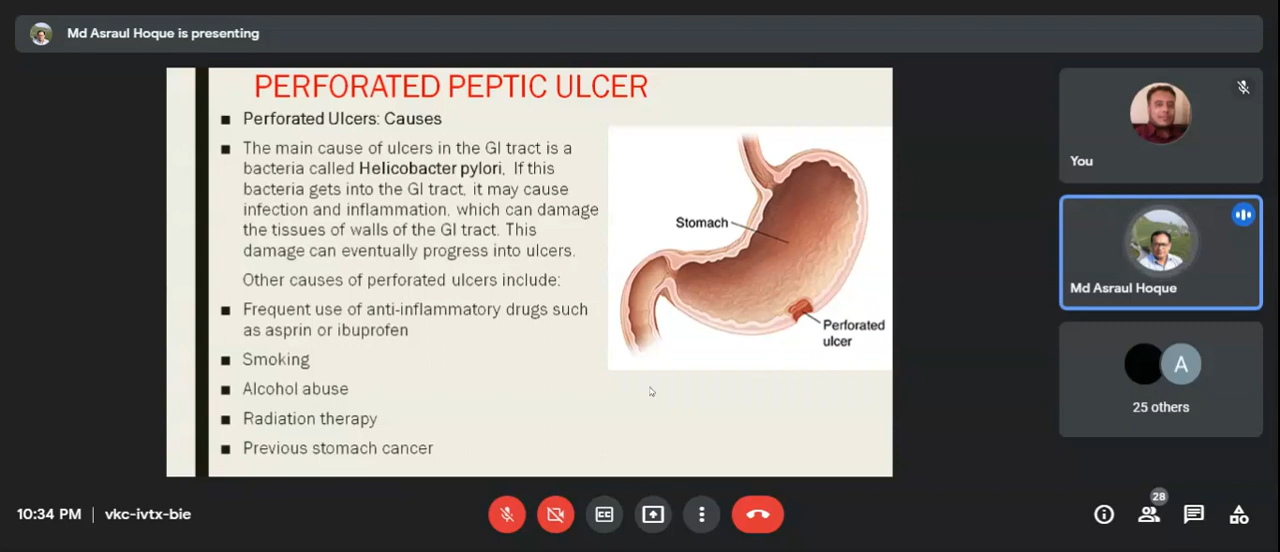 Md Asraul Hoque is presenting
PERFORATED PEPTIC ULCER
Perforated Ulcers: Causes
The main cause of ulcers in the GI tract is a
bacteria called Helicobacter pylori. If this
bacteria gets into the GI tract, it may cause
infection and inflammation, which can damage
the tissues of walls of the GI tract. This
damage can eventually progress into ulcers.
Other causes of perforated ulcers include:
Frequent use of anti-inflammatory drugs such
as asprin or ibuprofen
Smoking
Alcohol abuse
Radiation therapy
Previous stomach cancer
Stomach
Perforated
ulcer
You
Md Asraul Hoque
A
25 others
10:34 PM | vkc-ivtx-bie
CC
28